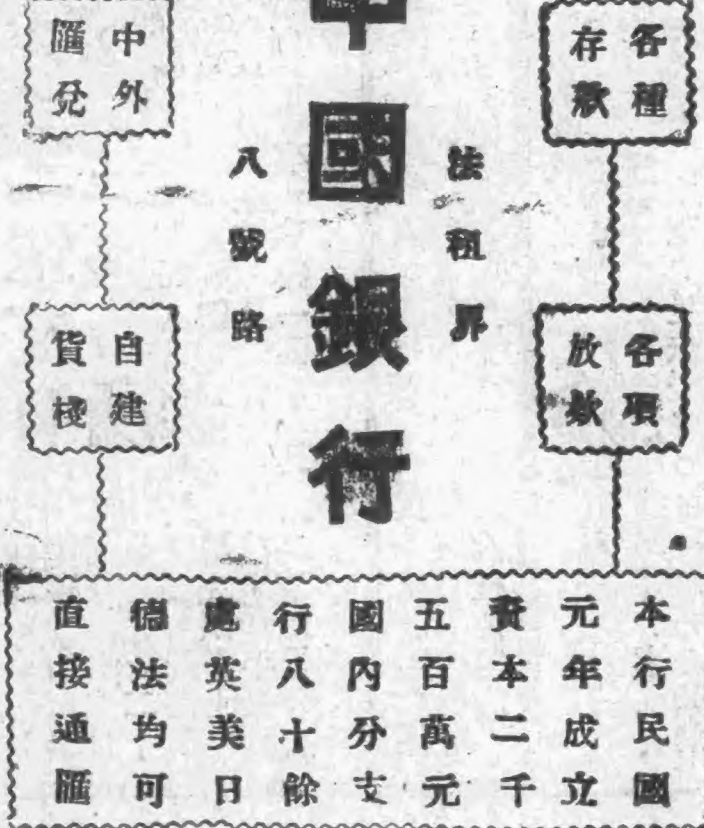 各種
存款
各項
放款
法租界
中國銀行
八號路
中外
匯兌
自建
貨棧
本行民國
元年成立
資本二千
五百萬元
國內分支
行八十餘
處英美日
德法均可
直接通匯